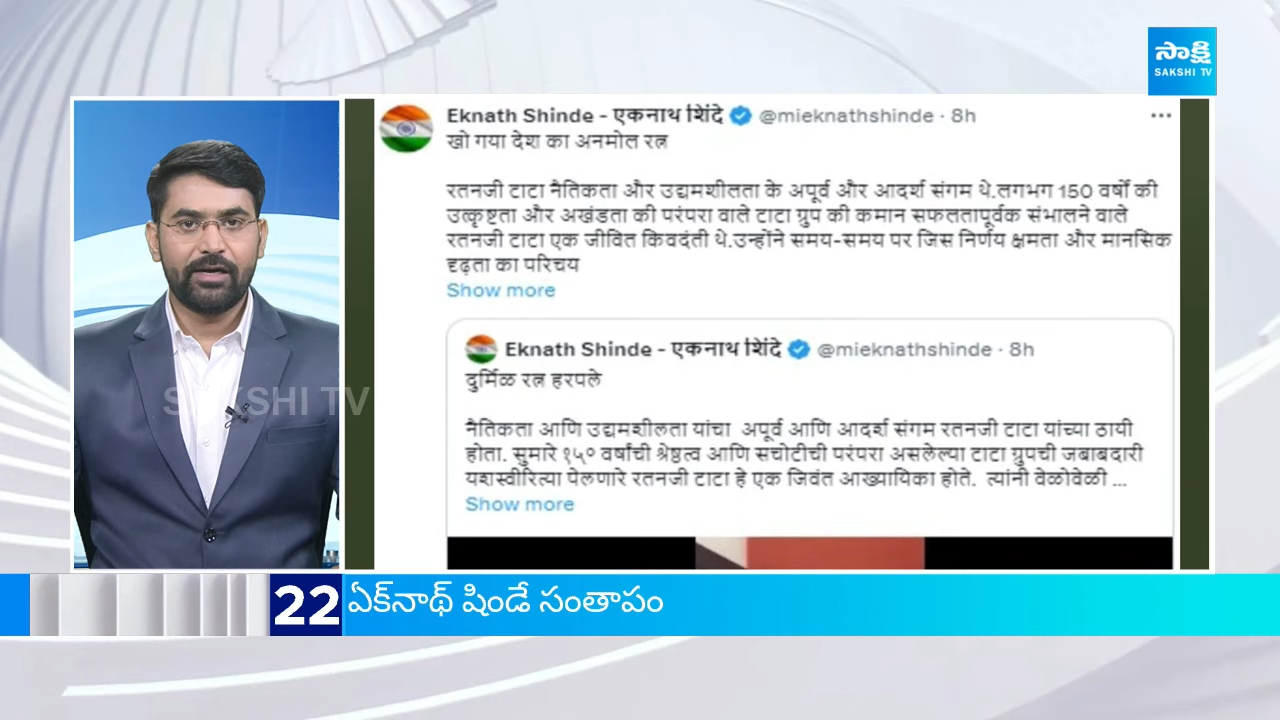 సాక్షి
SAKSHI TV
Eknath Shinde - एकनाथ शिंदे @mieknathshinde · 8h
खो गया देश का अनमोल रत्न
रतनजी टाटा नैतिकता और उद्यमशीलता के अपूर्व और आदर्श संगम थे.लगभग 150 वर्षों की
उत्कृष्टता और अखंडता की परंपरा वाले टाटा ग्रुप की कमान सफलतापूर्वक संभालने वाले
रतनजी टाटा एक जीवित किवदंती थे.उन्होंने समय-समय पर जिस निर्णय क्षमता और मानसिक
दृढ़ता का परिचय
Show more
Eknath Shinde - एकनाथ शिंदे @mieknathshinde · 8h
दुर्मिळ रत्न हरपले
नैतिकता आणि उद्यमशीलता यांचा अपूर्व आणि आदर्श संगम रतनजी टाटा यांच्या ठायी
होता. सुमारे १५० वर्षांची श्रेष्ठत्व आणि सचोटीची परंपरा असलेल्या टाटा ग्रुपची जबाबदारी
यशस्वीरित्या पेलणारे रतनजी टाटा हे एक जिवंत आख्यायिका होते. त्यांनी वेळोवेळी ...
Show more
SAKSHI TV
22 ఏక్‌నాథ్ షిండే సంతాపం